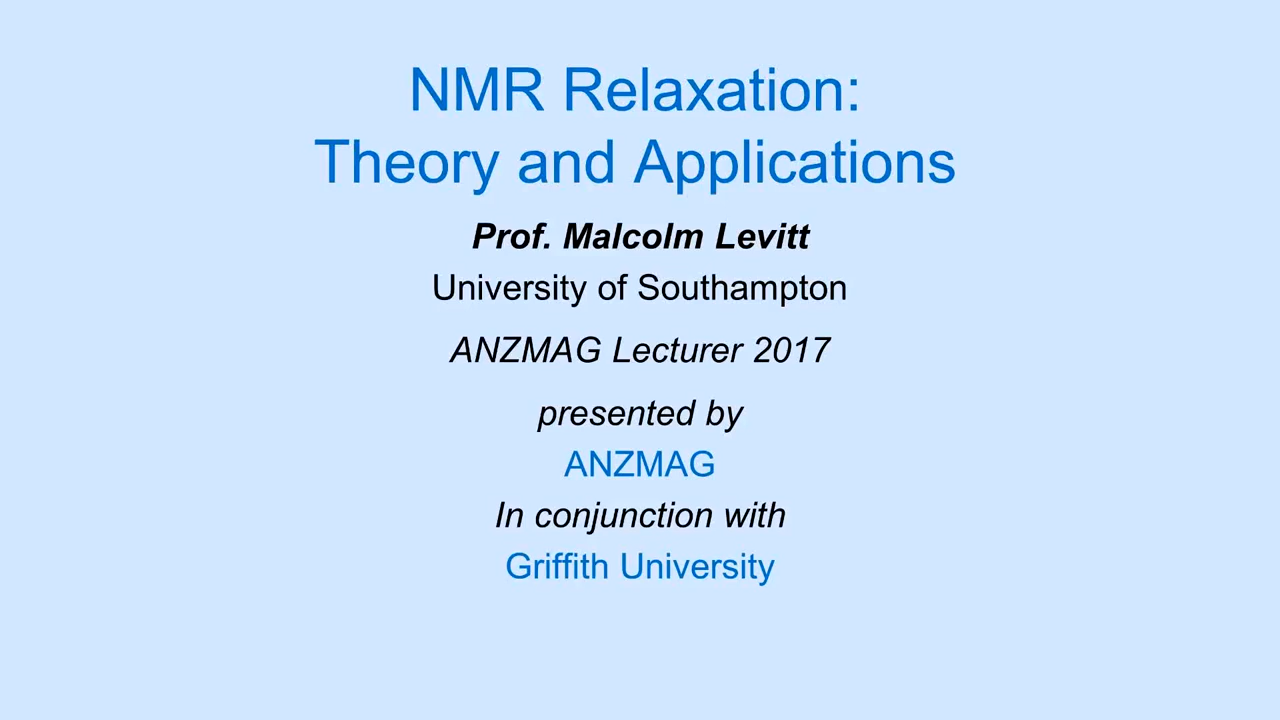 NMR Relaxation:
Theory and Applications
Prof. Malcolm Levitt
University of Southampton
ANZMAG Lecturer 2017
presented by
ANZMAG
In conjunction with
Griffith University